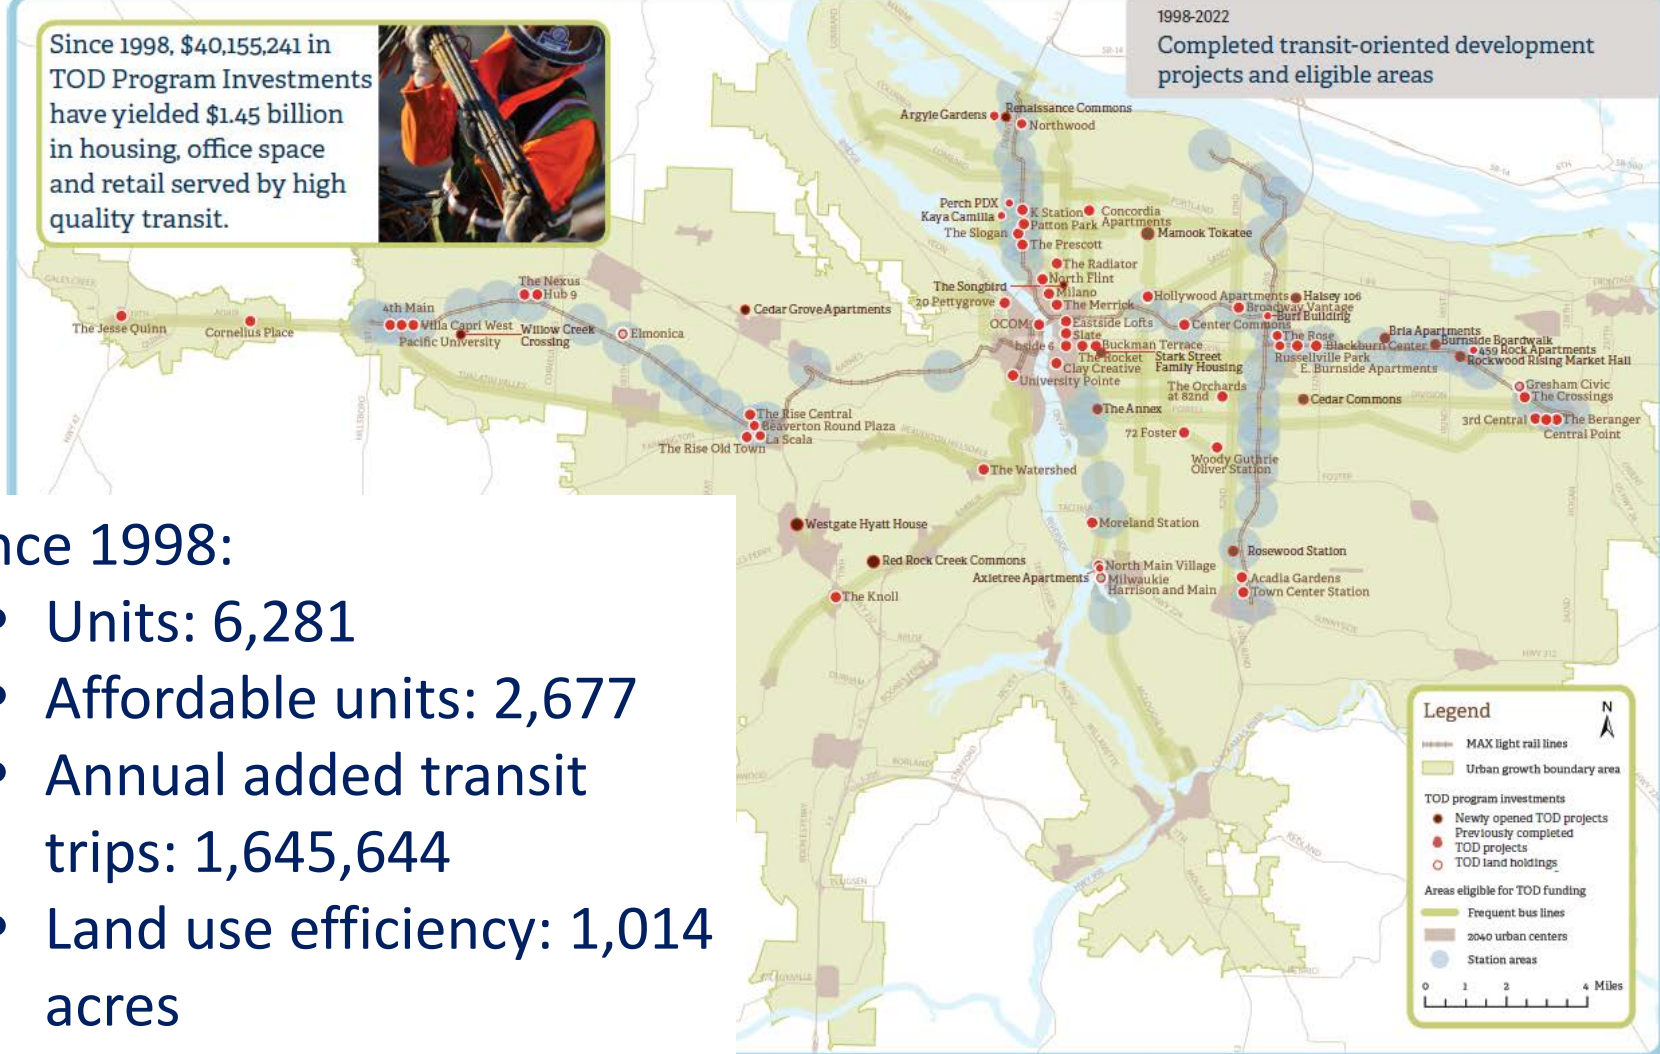 Since 1998, $40,155,241 in
TOD Program Investments
have yielded $1.45 billion
in housing, office space
and retail served by high
quality transit.
1998-2022
Completed transit-oriented development
projects and eligible areas
Argyle Gardens
Renaissance Commons
Northwood
Perch PDX
Kaya Camilla
The Slogan
K Station
Patton Park
The Prescott
Concordia
Apartments
Mamook Tokatee
The Radiator
North Flint
The Songbird
Milano
20 Pettygrove
The Merrick
Hollywood Apartments
Halsey 106
Broadway Vantage
Burf Building
OCOM
Eastside Lofts
Center Commons
Slate
The Rose
Bside 6
Buckman Terrace
Blackburn Center
Bria Apartments
Burnside Boardwalk
459 Rock Apartments
Rockwood Rising Market Hall
The Rocket
Stark Street
Family Housing
Russellville Park
E. Burnside Apartments
Clay Creative
University Pointe
The Orchards
at 82nd
Gresham Civic
The Crossings
Cedar Commons
The Annex
3rd Central
The Beranger
Central Point
72 Foster
Woody Guthrie
Oliver Station
The Nexus
Hub 9
4th Main
Villa Capri West
Pacific University
Willow Creek
Crossing
Elmonica
Cedar Grove Apartments
The Jesse Quinn
Cornelius Place
The Rise Central
Beaverton Round Plaza
La Scala
The Rise Old Town
The Watershed
Westgate Hyatt House
Red Rock Creek Commons
The Knoll
Moreland Station
North Main Village
Axletree Apartments
Milwaukie
Harrison and Main
Rosewood Station
Acadia Gardens
Town Center Station
nce 1998:
• Units: 6,281
• Affordable units: 2,677
• Annual added transit
trips: 1,645,644
• Land use efficiency: 1,014
acres
Legend
N
MAX light rail lines
Urban growth boundary area
TOD program investments
Newly opened TOD projects
Previously completed
TOD projects
TOD land holdings
Areas eligible for TOD funding
Frequent bus lines
2040 urban centers
Station areas
0 1 2 4 Miles